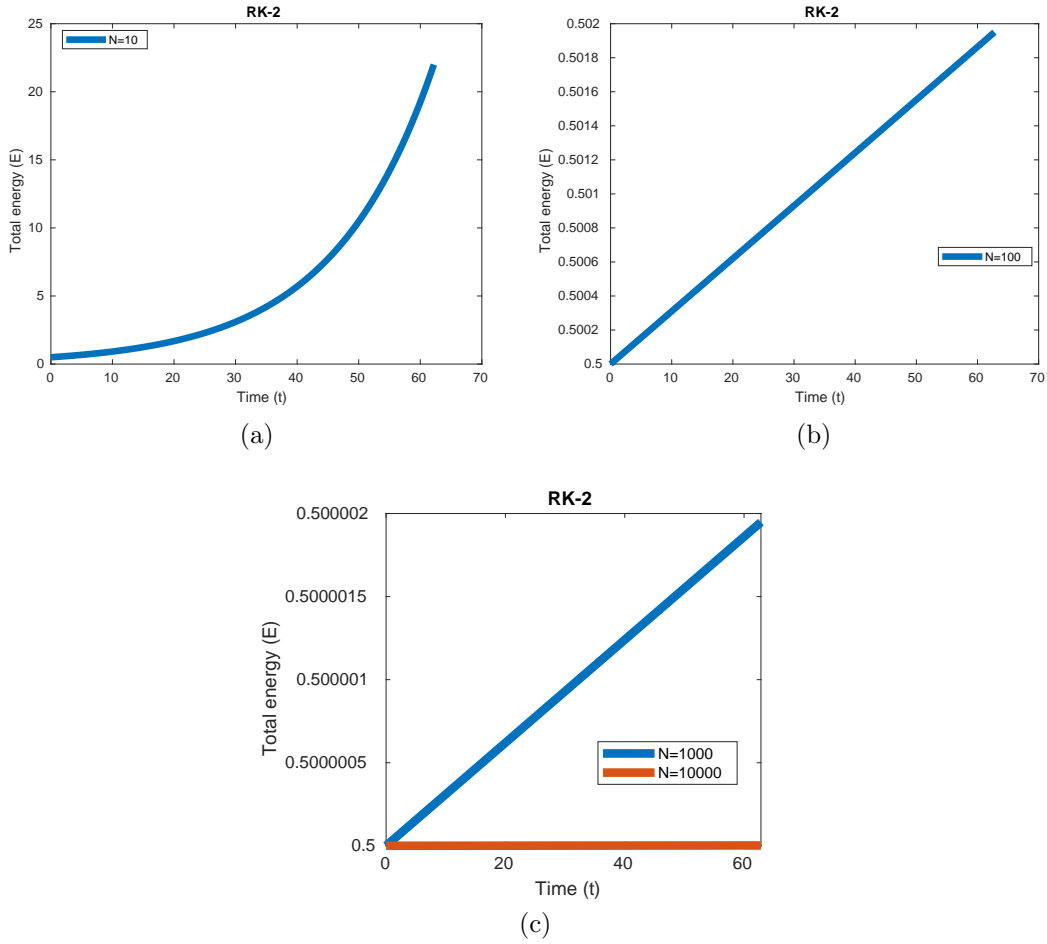 RK-2
N=10
25
20
15
10
5
0
0 10 20 30 40 50 60 70
Total energy (E)
Time (t)
(a)
RK-2
0.502
0.5018
0.5016
0.5014
0.5012
0.501
0.5008
0.5006
0.5004
0.5002
0.5
N=100
0 10 20 30 40 50 60 70
Total energy (E)
Time (t)
(b)
RK-2
0.500002
0.5000015
0.500001
0.5000005
0.5
N=1000
N=10000
0 20 40 60
Total energy (E)
Time (t)
(c)